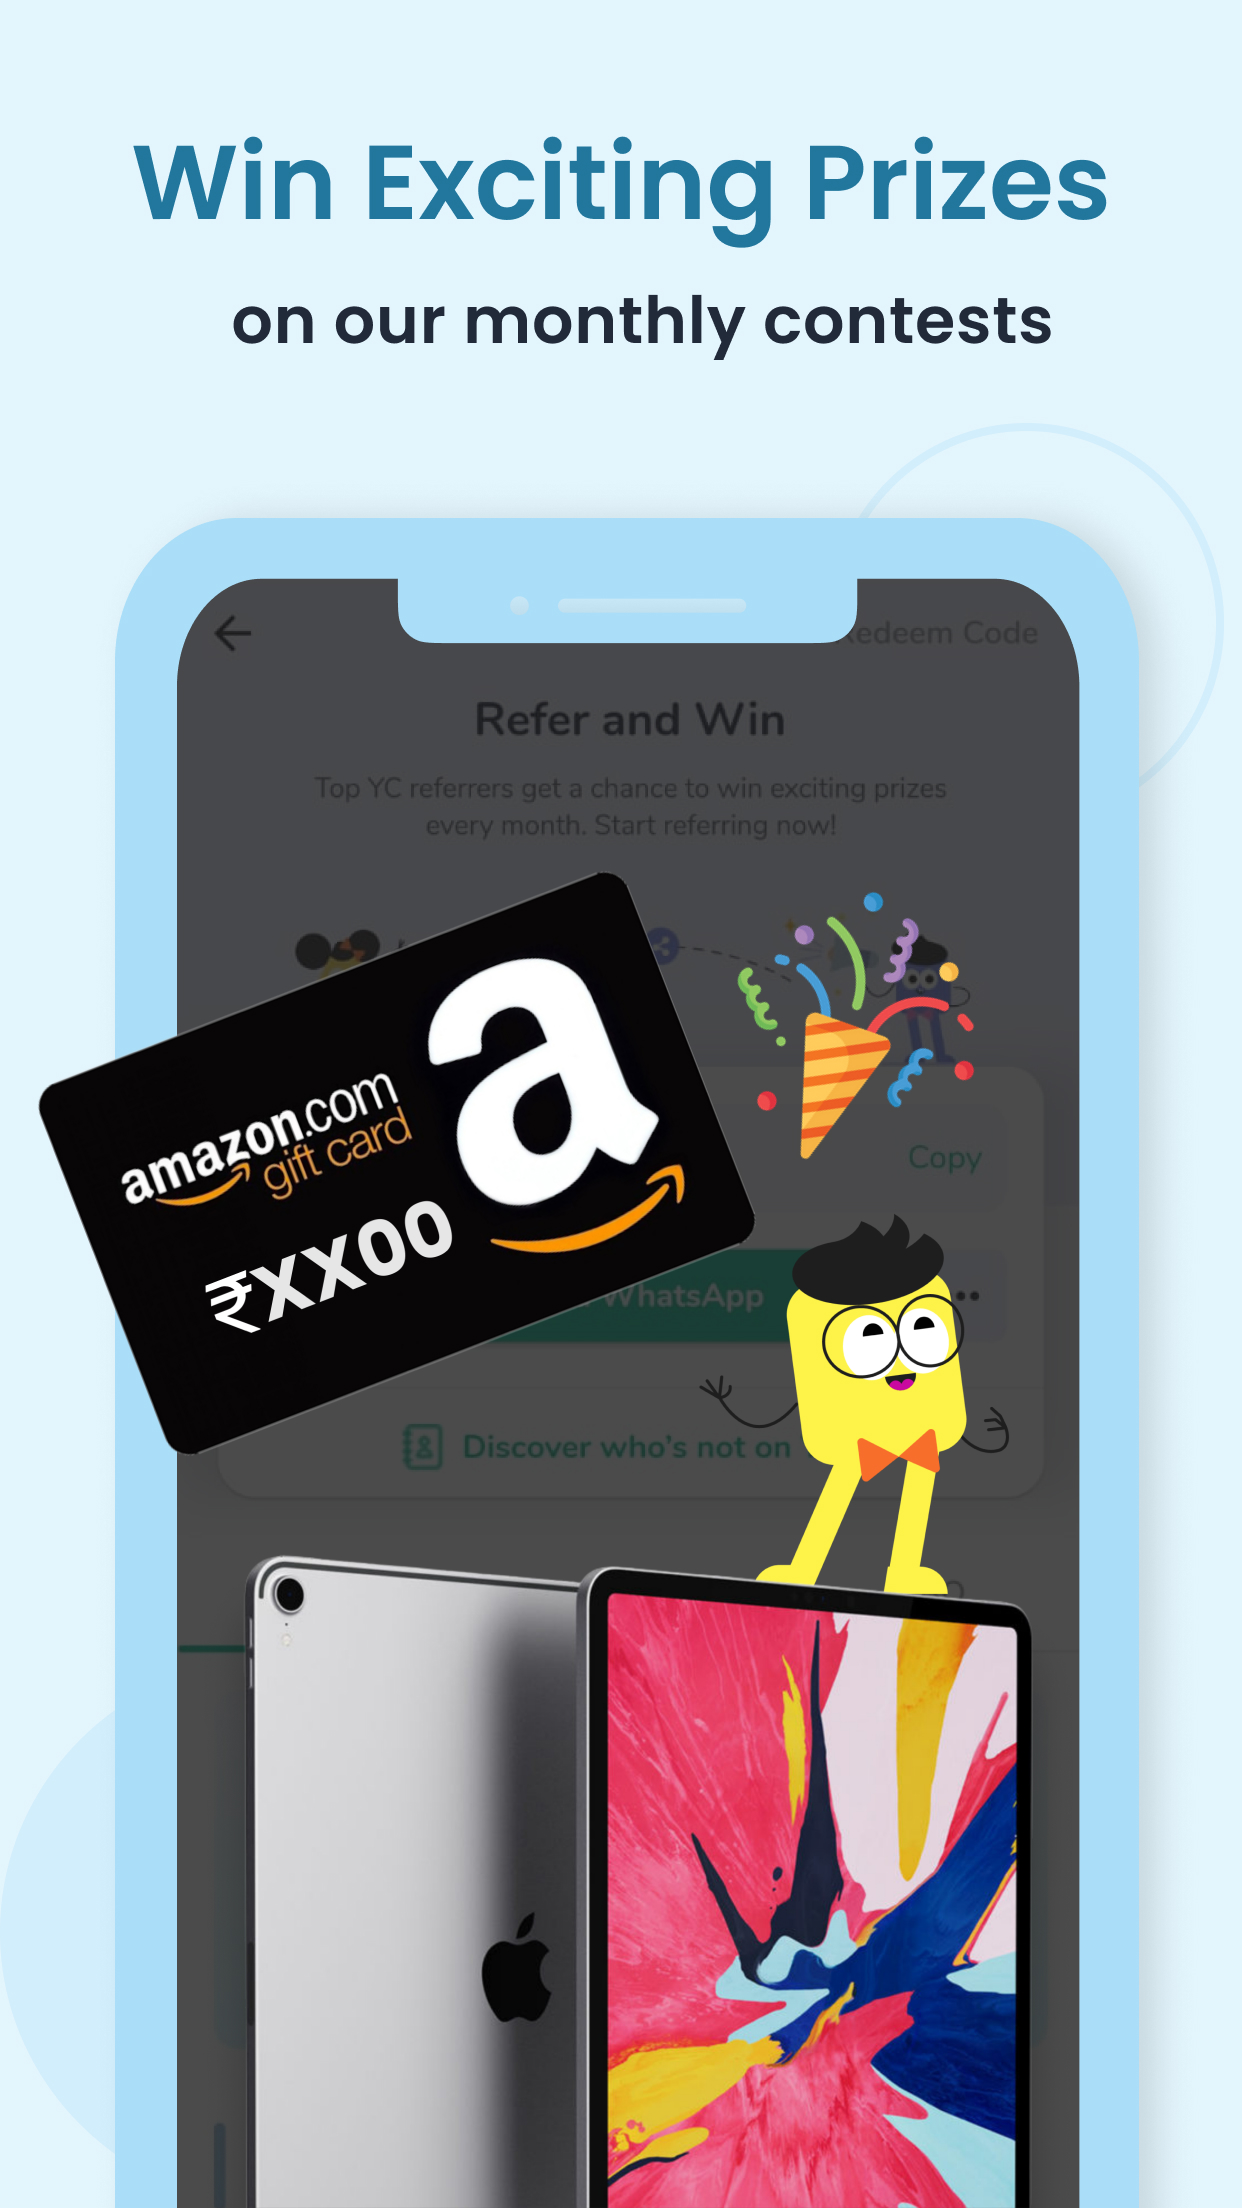 Win Exciting Prizes
on our monthly contests
Redeem Code
Refer and Win
Top YC referrers get a chance to win exciting prizes
every month. Start referring now!
3
amazon.com
gift card
a
₹XX00
Copy
WhatsApp
Discover who's not on